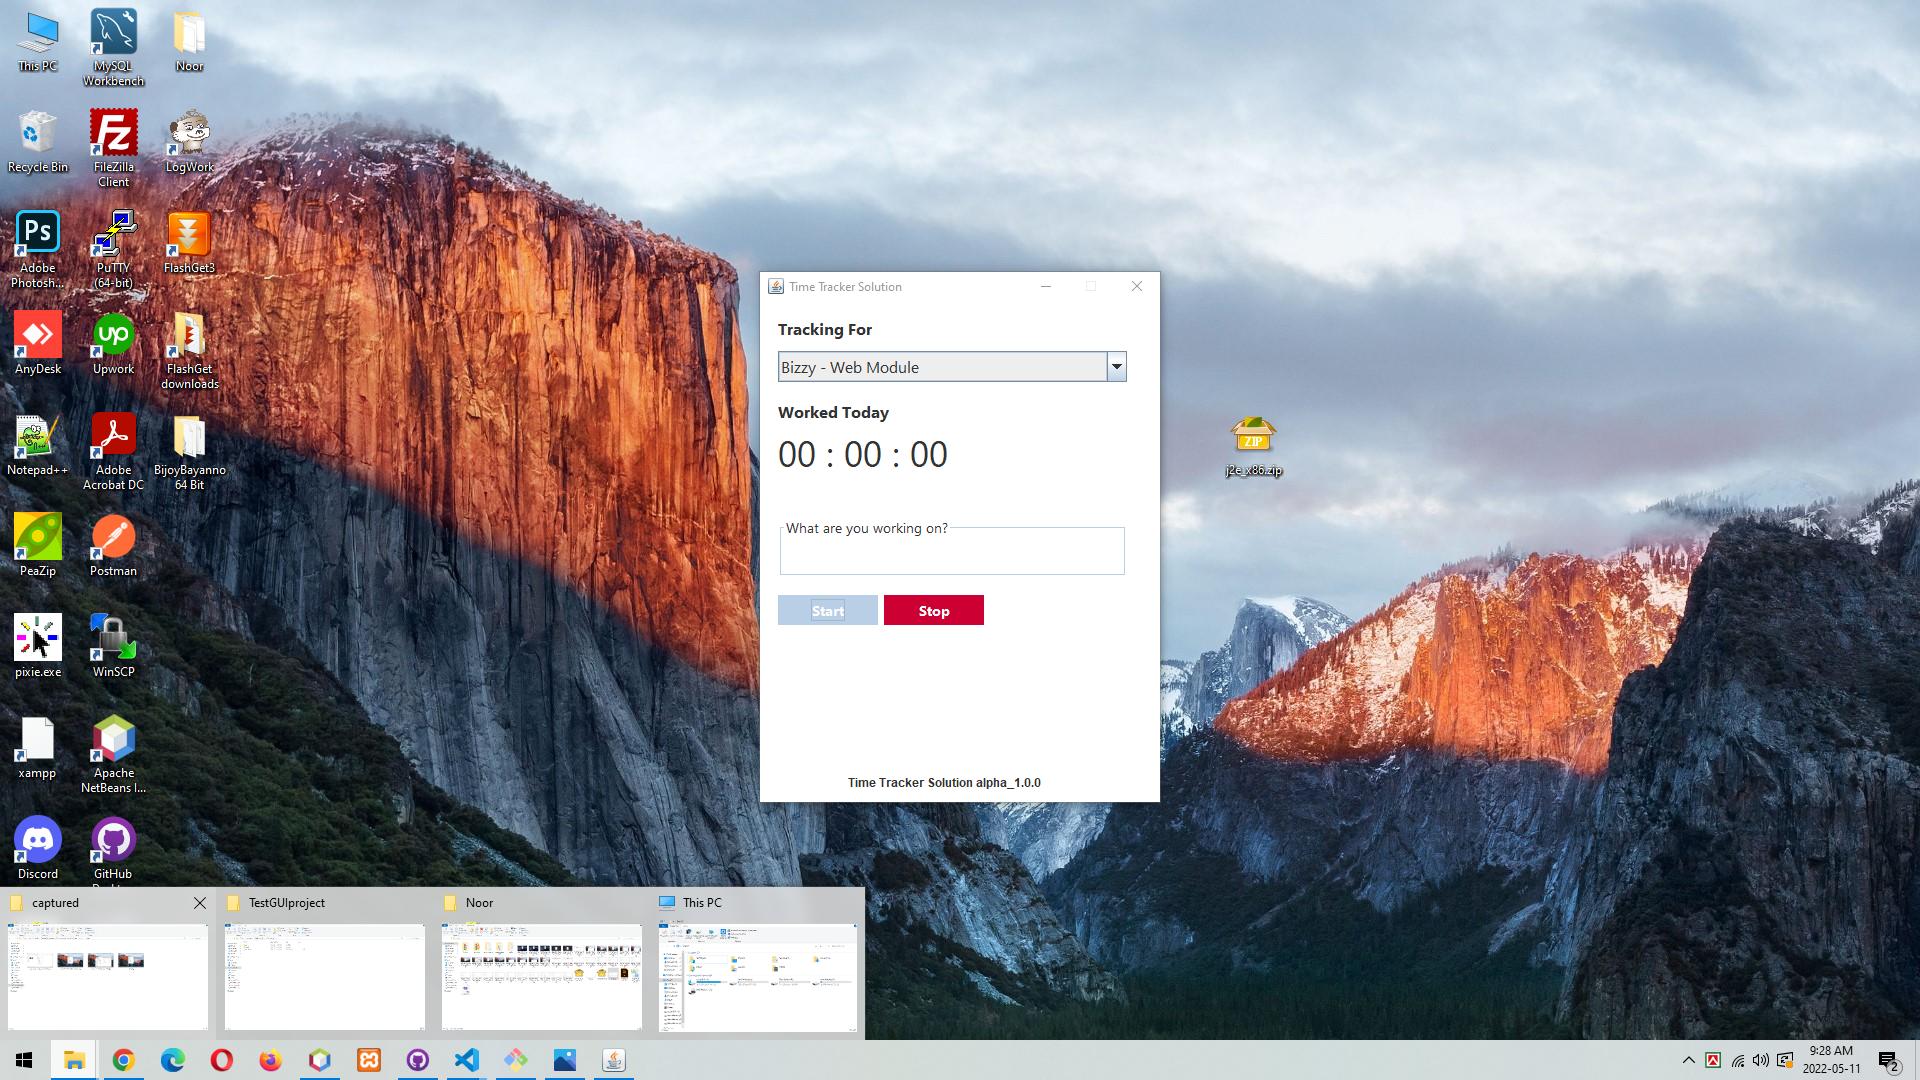 This PC
MySQL
Workbench
Noor
Recycle Bin
FileZilla
Client
LogWork
Adobe
Photosh...
PuTTY
(64-bit)
FlashGet3
AnyDesk
Upwork
FlashGet
downloads
Notepad++
Adobe
Acrobat DC
BijoyBayanno
64 Bit
PeaZip
Postman
pixie.exe
WinSCP
xampp
Apache
NetBeans I...
Discord
GitHub
Time Tracker Solution
Tracking For
Bizzy - Web Module
Worked Today
00 : 00 : 00
What are you working on?
Start
Stop
Time Tracker Solution alpha_1.0.0
ZIP
j2e_x86.zip
captured
TestGUIproject
Noor
This PC
9:28 AM
2022-05-11
2